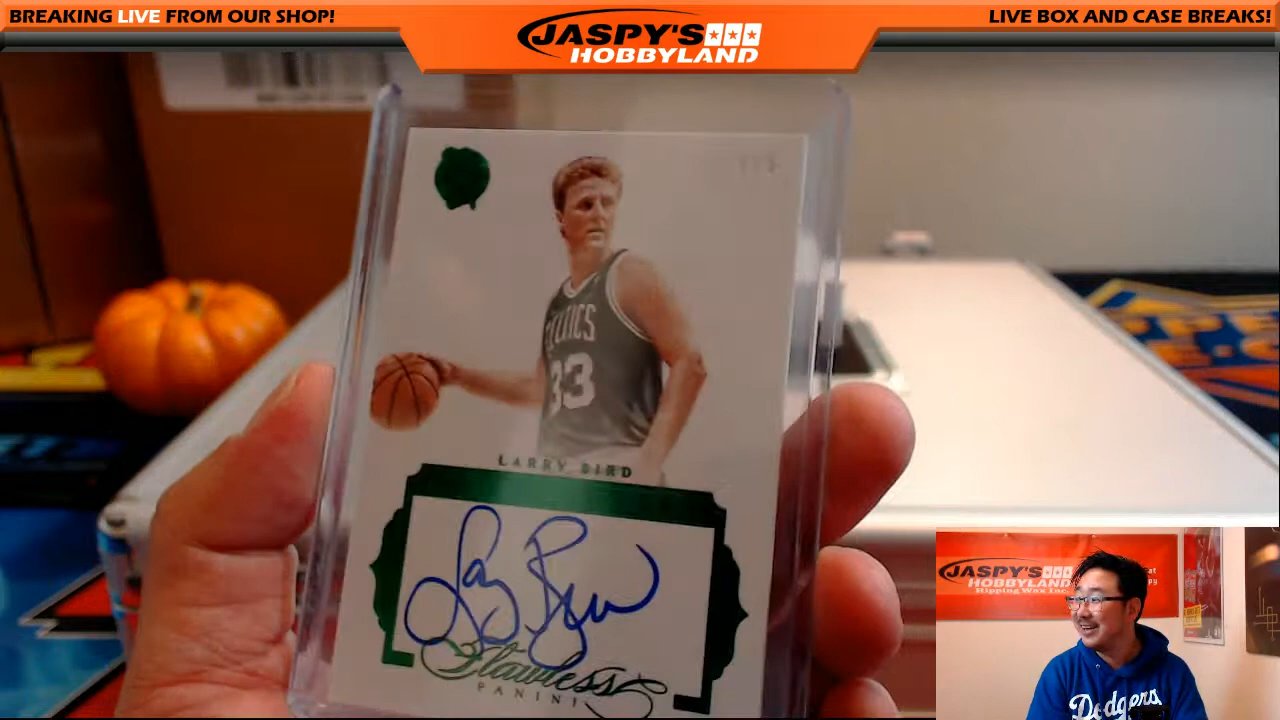 BREAKING LIVE FROM OUR SHOP!
JASPY'S
HOBBYLAND
LIVE BOX AND CASE BREAKS!
CELTICS
33
LARRY BIRD
Larry Bird
Flawless
PANINI
JASPY'S
HOBBYLAND
Ripping Wax Inc
Dodgers